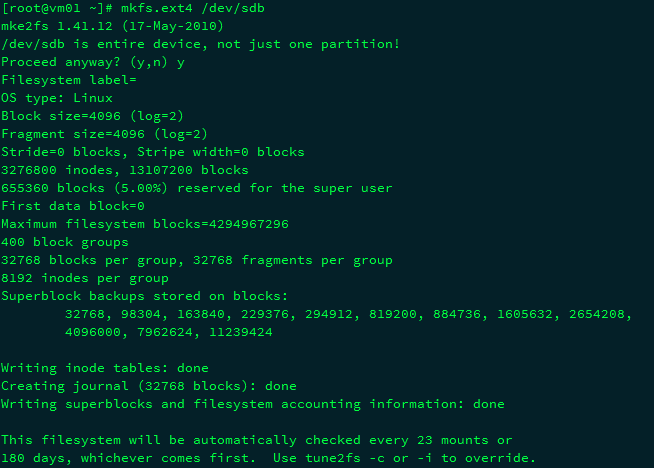 [root@vm01 ~]# mkfs.ext4 /dev/sdb
mke2fs 1.41.12 (17-May-2010)
/dev/sdb is entire device, not just one partition!
Proceed anyway? (y,n) y
Filesystem label=
OS type: Linux
Block size=4096 (log=2)
Fragment size=4096 (log=2)
Stride=0 blocks, Stripe width=0 blocks
3276800 inodes, 13107200 blocks
655360 blocks (5.00%) reserved for the super user
First data block=0
Maximum filesystem blocks=4294967296
400 block groups
32768 blocks per group, 32768 fragments per group
8192 inodes per group
Superblock backups stored on blocks:
        32768, 98304, 163840, 229376, 294912, 819200, 884736, 1605632, 2654208,
        4096000, 7962624, 11239424

Writing inode tables: done
Creating journal (32768 blocks): done
Writing superblocks and filesystem accounting information: done

This filesystem will be automatically checked every 23 mounts or
180 days, whichever comes first.  Use tune2fs -c or -i to override.